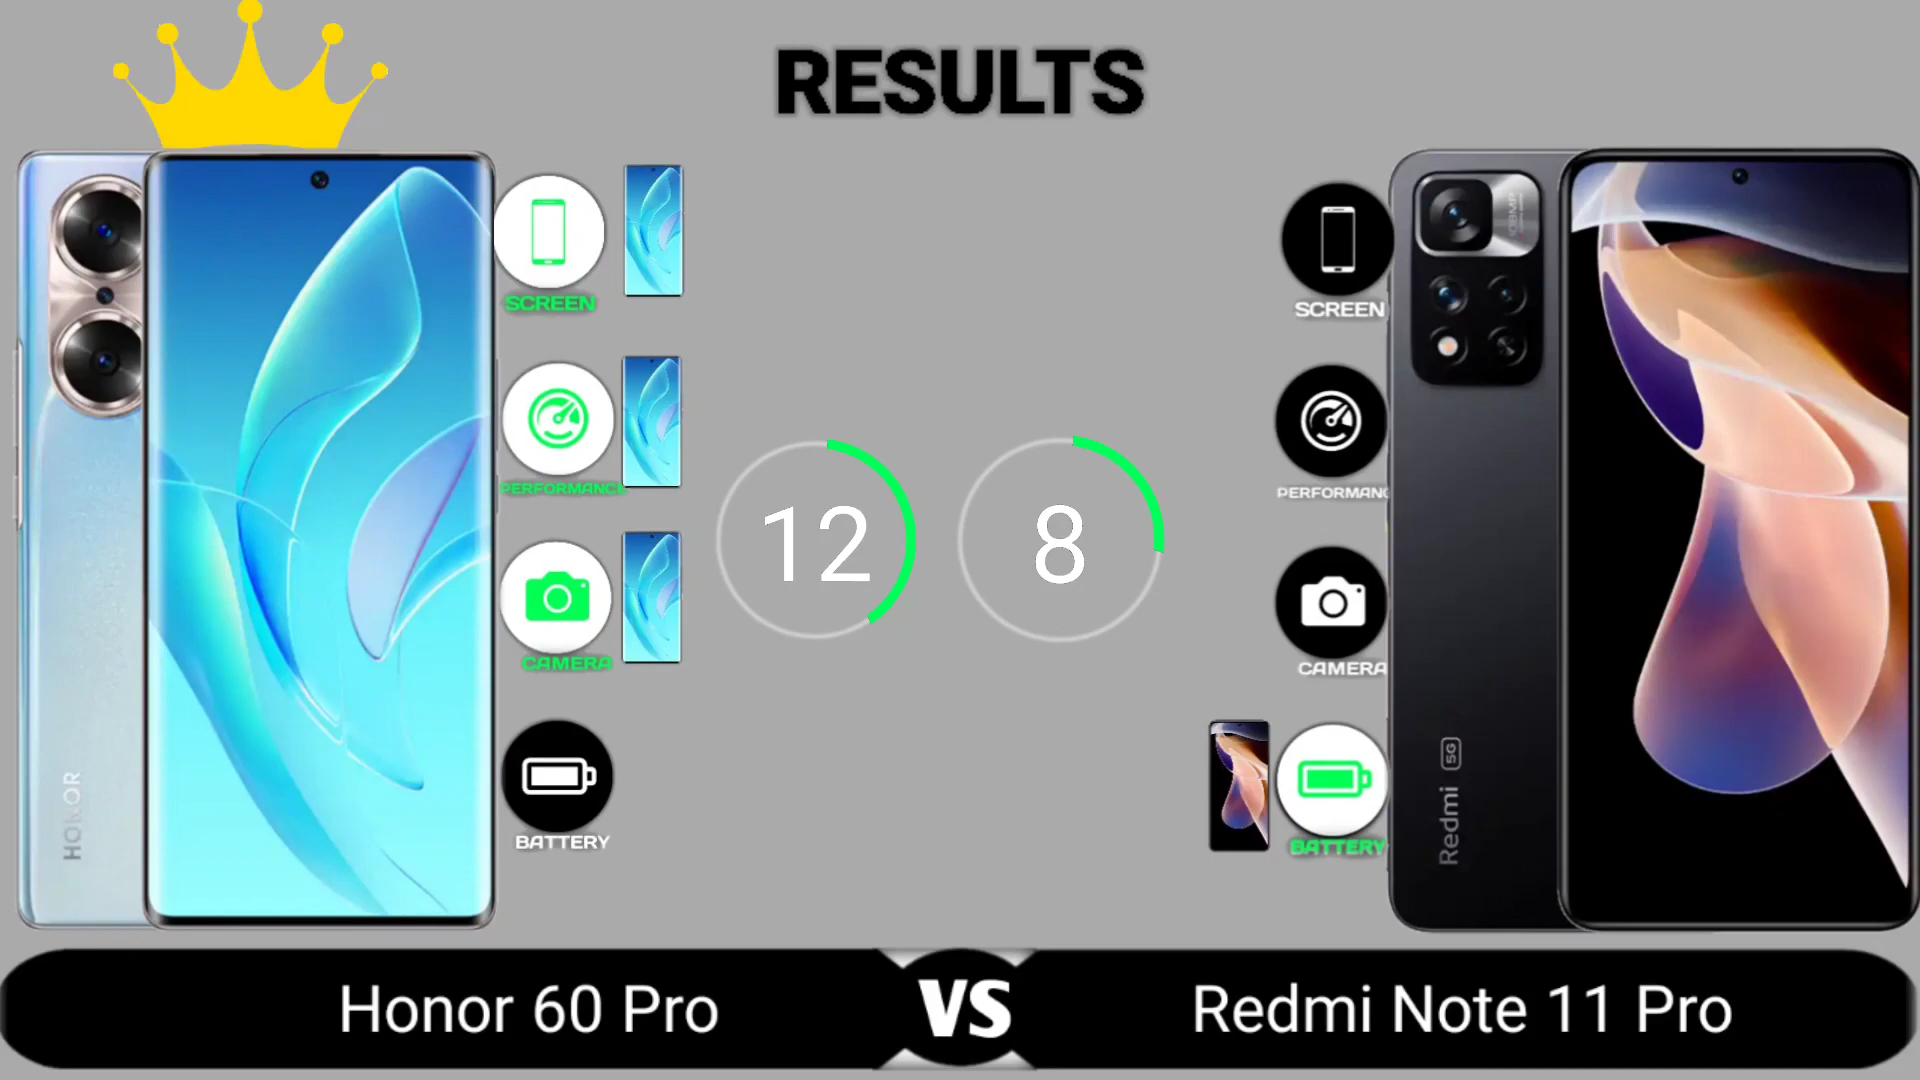 RESULTS
SCREEN
PERFORMANCE
CAMERA
BATTERY
12
8
SCREEN
PERFORMANC
CAMERA
BATTERY
HONOR
108MP
Redmi 5G
Honor 60 Pro
VS
Redmi Note 11 Pro